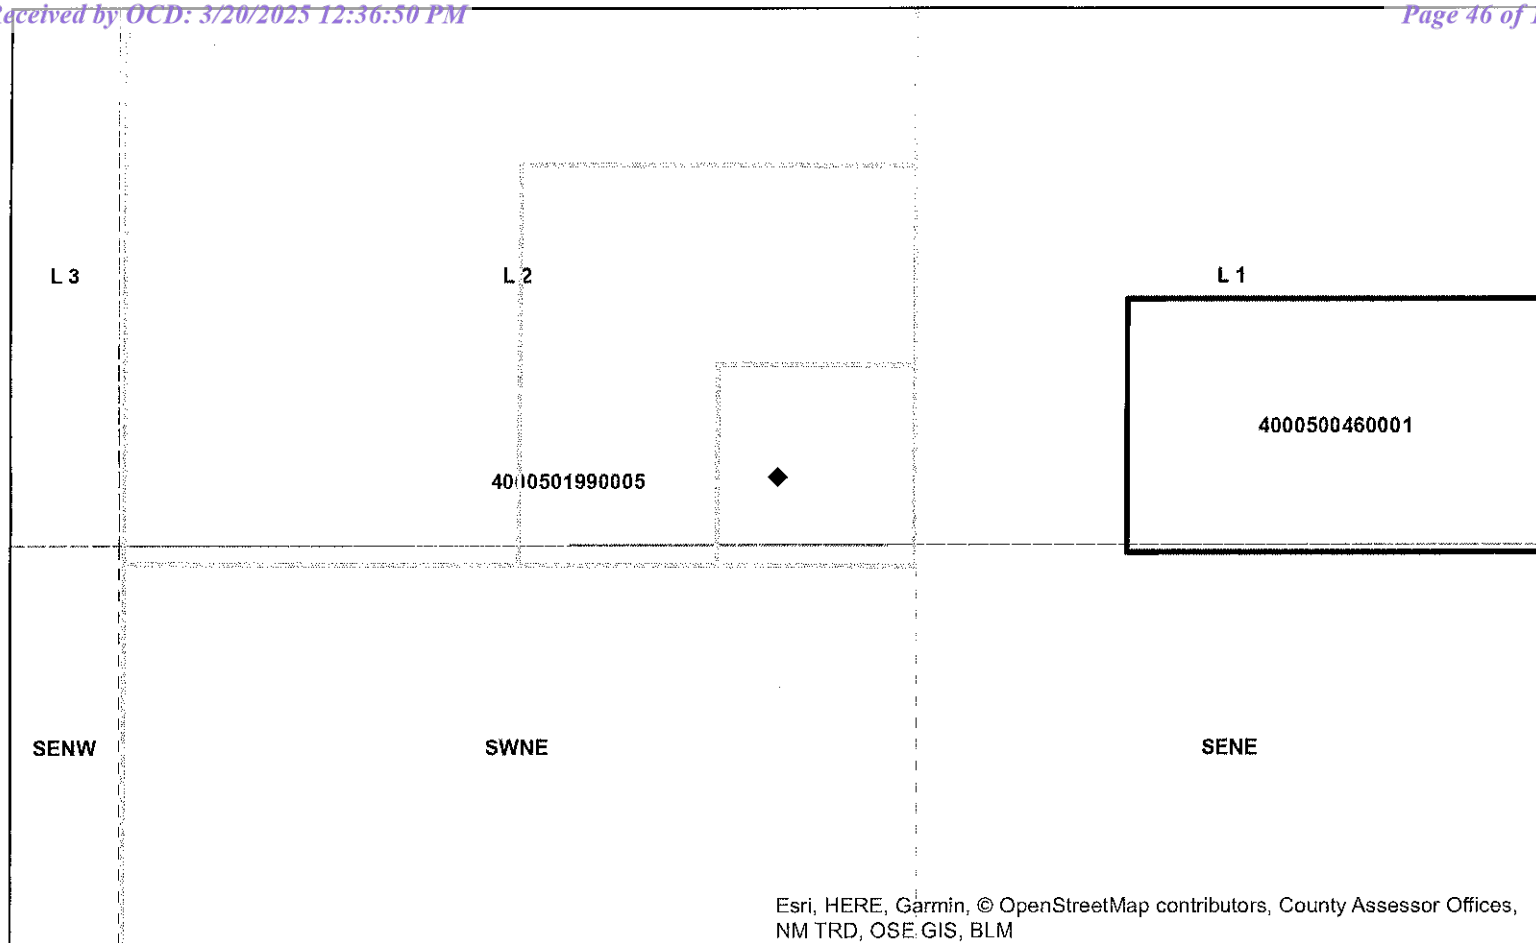 eceived by OCD: 3/20/2025 12:36:50 PM
Page 46 of
L 3
L 2
L 1
4000500460001
4000501990005
SENW
SWNE
SENE
Esri, HERE, Garmin, © OpenStreetMap contributors, County Assessor Offices,
NM TRD, OSE GIS, BLM